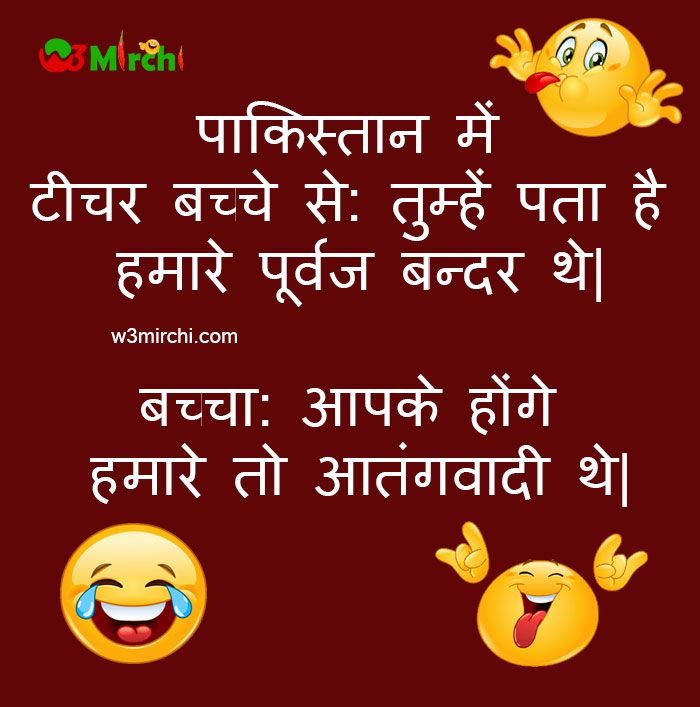 w3Mirchi
पाकिस्तान में
टीचर बच्चे से: तुम्हें पता है
हमारे पूर्वज बन्दर थे|
w3mirchi.com
बच्चा: आपके होंगे
हमारे तो आतंगवादी थे|